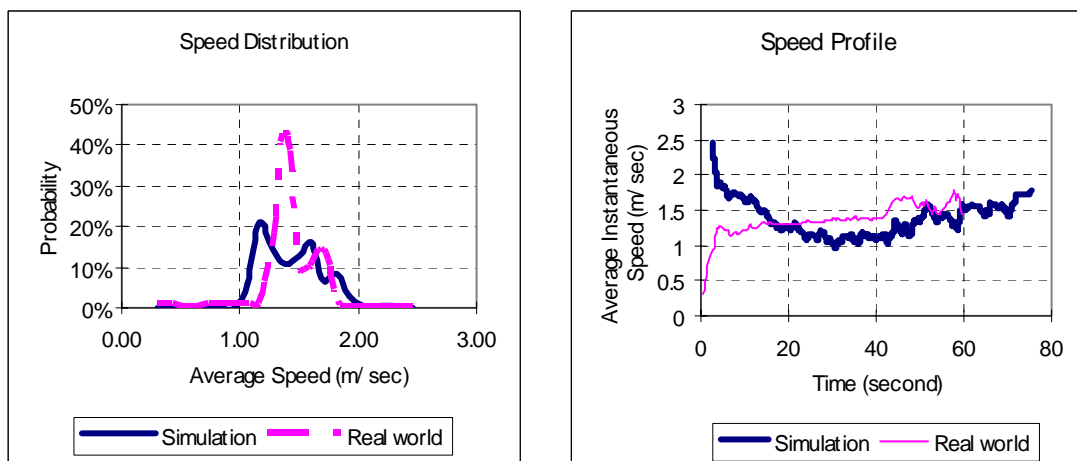 Speed Distribution
50%
40%
30%
20%
10%
0%
0.00 1.00 2.00 3.00
Probability
Average Speed (m/ sec)
Simulation Real world
Speed Profile
3
2.5
2
1.5
1
0.5
0
0 20 40 60 80
Average Instantaneous
Speed (m/ sec)
Time (second)
Simulation Real world